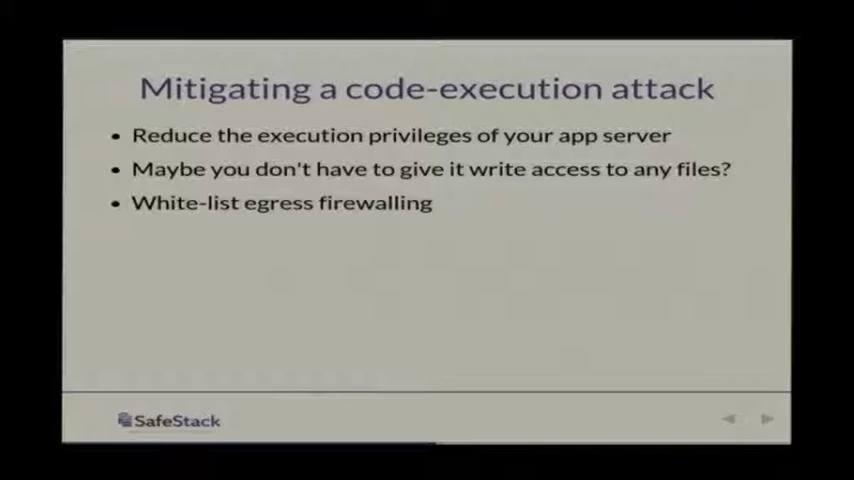 Mitigating a code-execution attack
Reduce the execution privileges of your app server
Maybe you don't have to give it write access to any files?
White-list egress firewalling
SafeStack